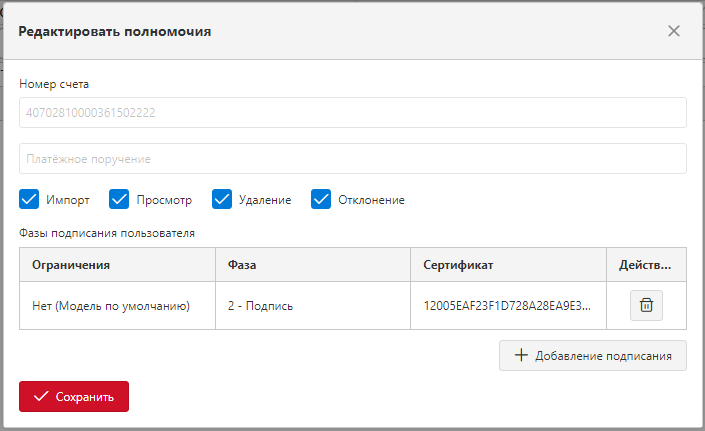 Редактировать полномочия
Номер счета
40702810000361502222
Платёжное поручение
Импорт Просмотр Удаление Отклонение
Фазы подписания пользователя
Ограничения Фаза Сертификат Действ...
Нет (Модель по умолчанию) 2 - Подпись 12005EAF23F1D728A28EA9E3...
Добавление подписания
Сохранить